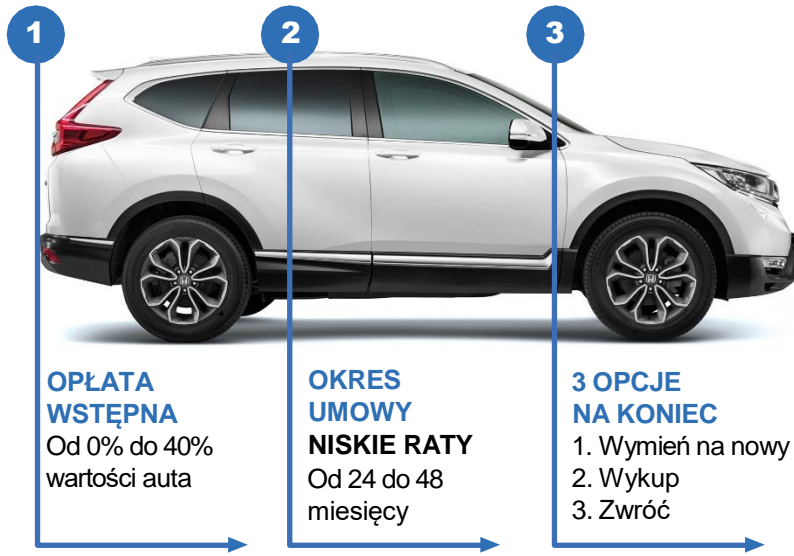 1
2
3
OPŁATA
WSTĘPNA
Od 0% do 40%
wartości auta
OKRES
UMOWY
NISKIE RATY
Od 24 do 48
miesięcy
3 OPCJE
NA KONIEC
1. Wymień na nowy
2. Wykup
3. Zwróć